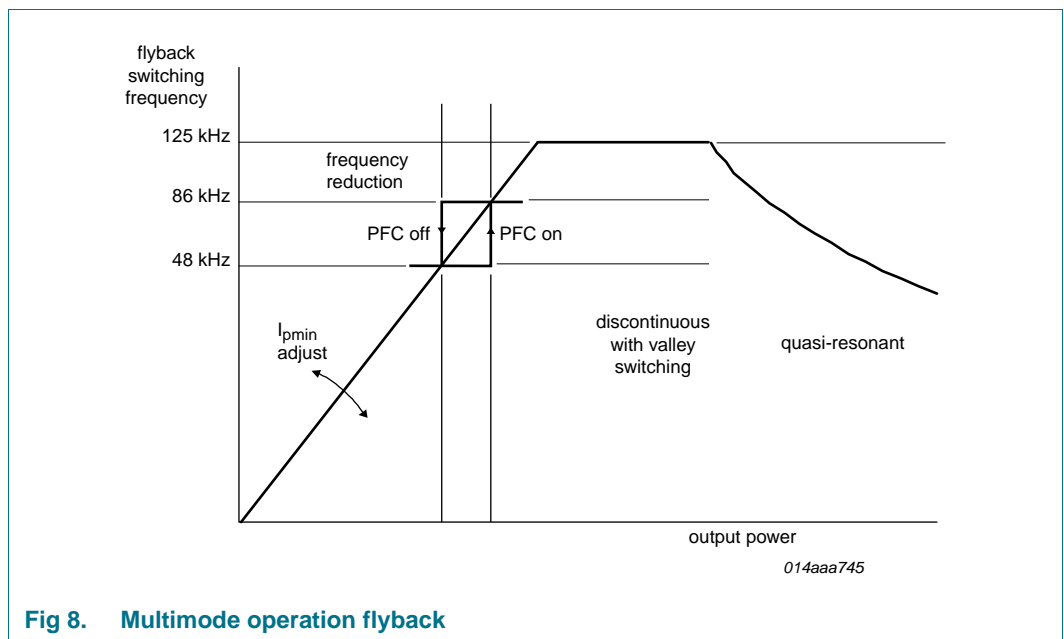 flyback
switching
frequency
125 kHz
frequency
reduction
86 kHz
PFC off
PFC on
48 kHz
Ipmin
adjust
discontinuous
with valley
switching
quasi-resonant
output power
014aaa745
Fig 8. Multimode operation flyback